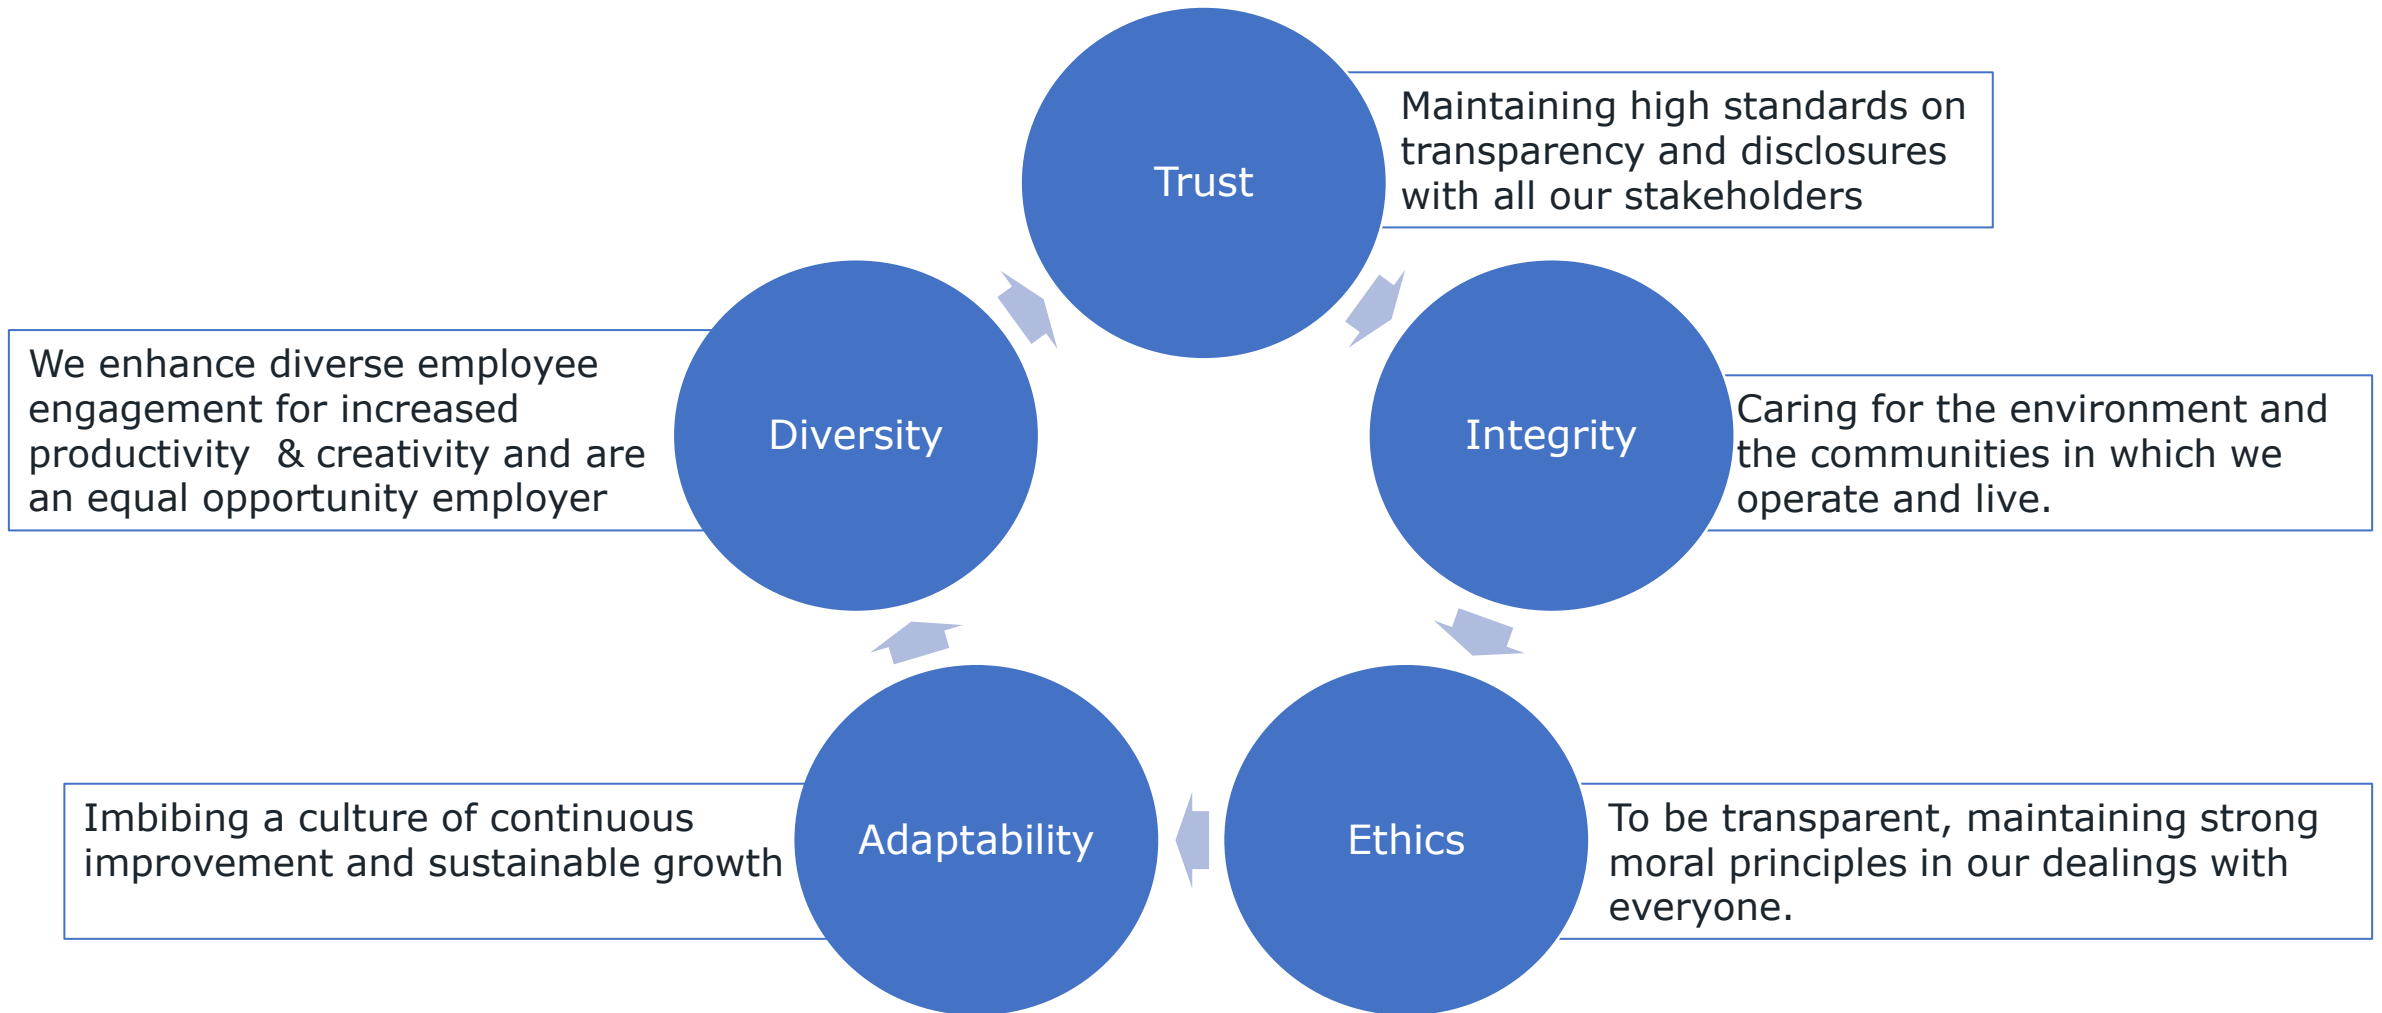 Trust
Maintaining high standards on
transparency and disclosures
with all our stakeholders
Integrity
Caring for the environment and
the communities in which we
operate and live.
Ethics
To be transparent, maintaining strong
moral principles in our dealings with
everyone.
Adaptability
Imbibing a culture of continuous
improvement and sustainable growth
Diversity
We enhance diverse employee
engagement for increased
productivity  & creativity and are
an equal opportunity employer